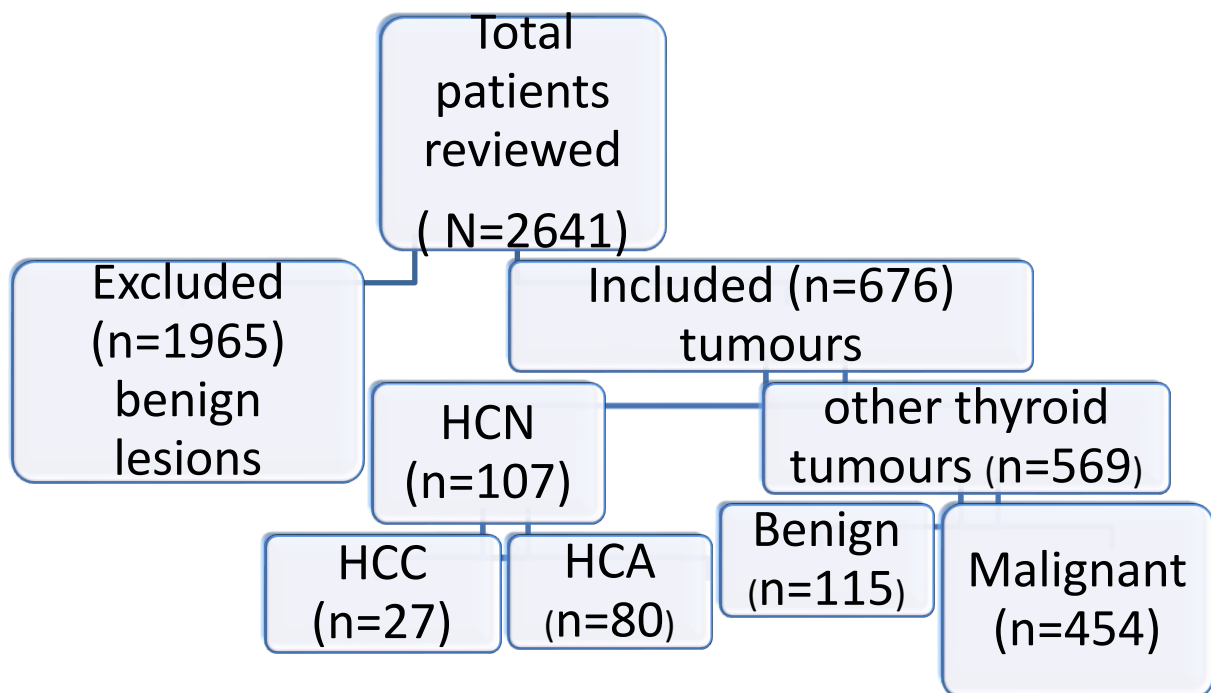 Total
patients
reviewed
( N=2641)
Excluded
(n=1965)
benign
lesions
Included (n=676)
tumours
HCN
(n=107)
other thyroid
tumours (n=569)
HCC
(n=27)
HCA
(n=80)
Benign
(n=115)
Malignant
(n=454)